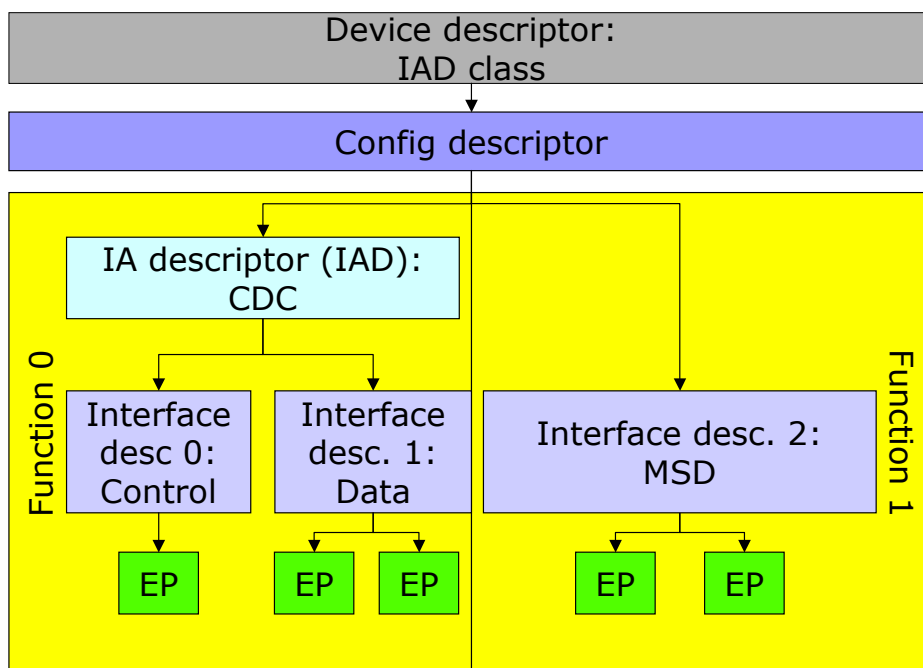 Device descriptor:
IAD class
Config descriptor
IA descriptor (IAD):
CDC
Function 0
Interface
desc 0:
Control
Interface
desc. 1:
Data
Interface desc. 2:
MSD
Function 1
EP
EP
EP
EP
EP